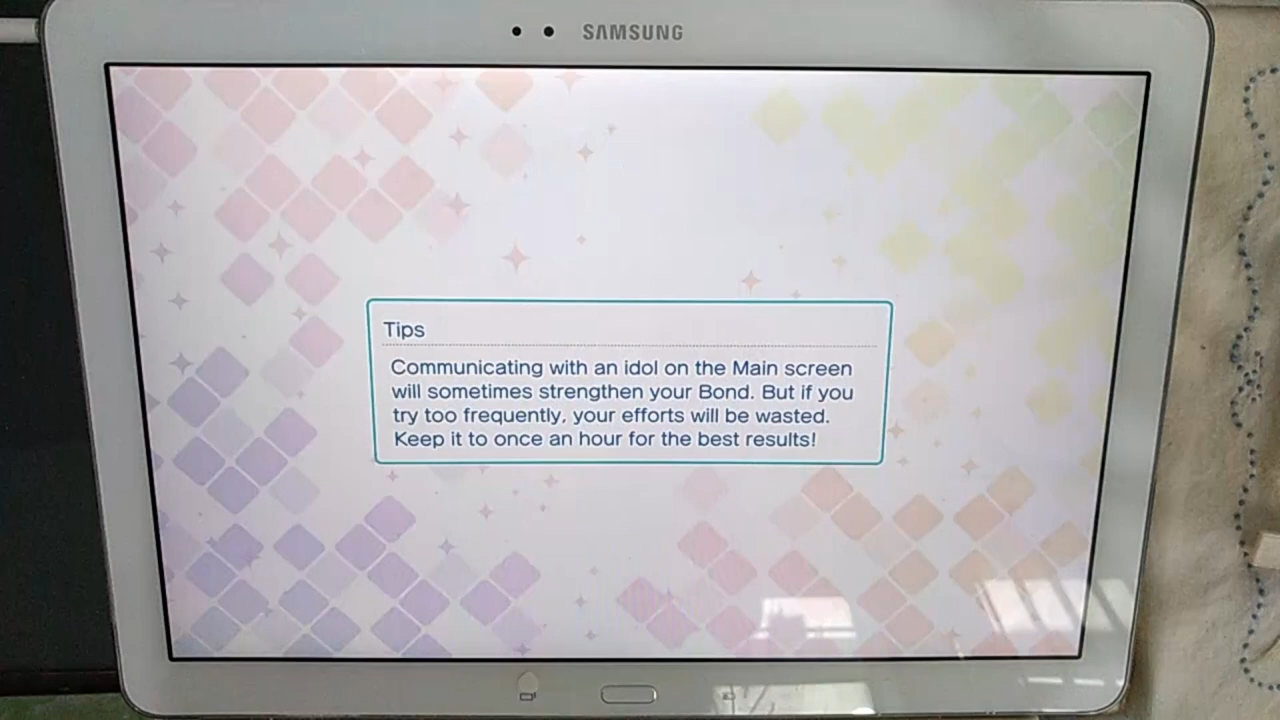 SAMSUNG
Tips
Communicating with an idol on the Main screen
will sometimes strengthen your Bond. But if you
try too frequently, your efforts will be wasted.
Keep it to once an hour for the best results!